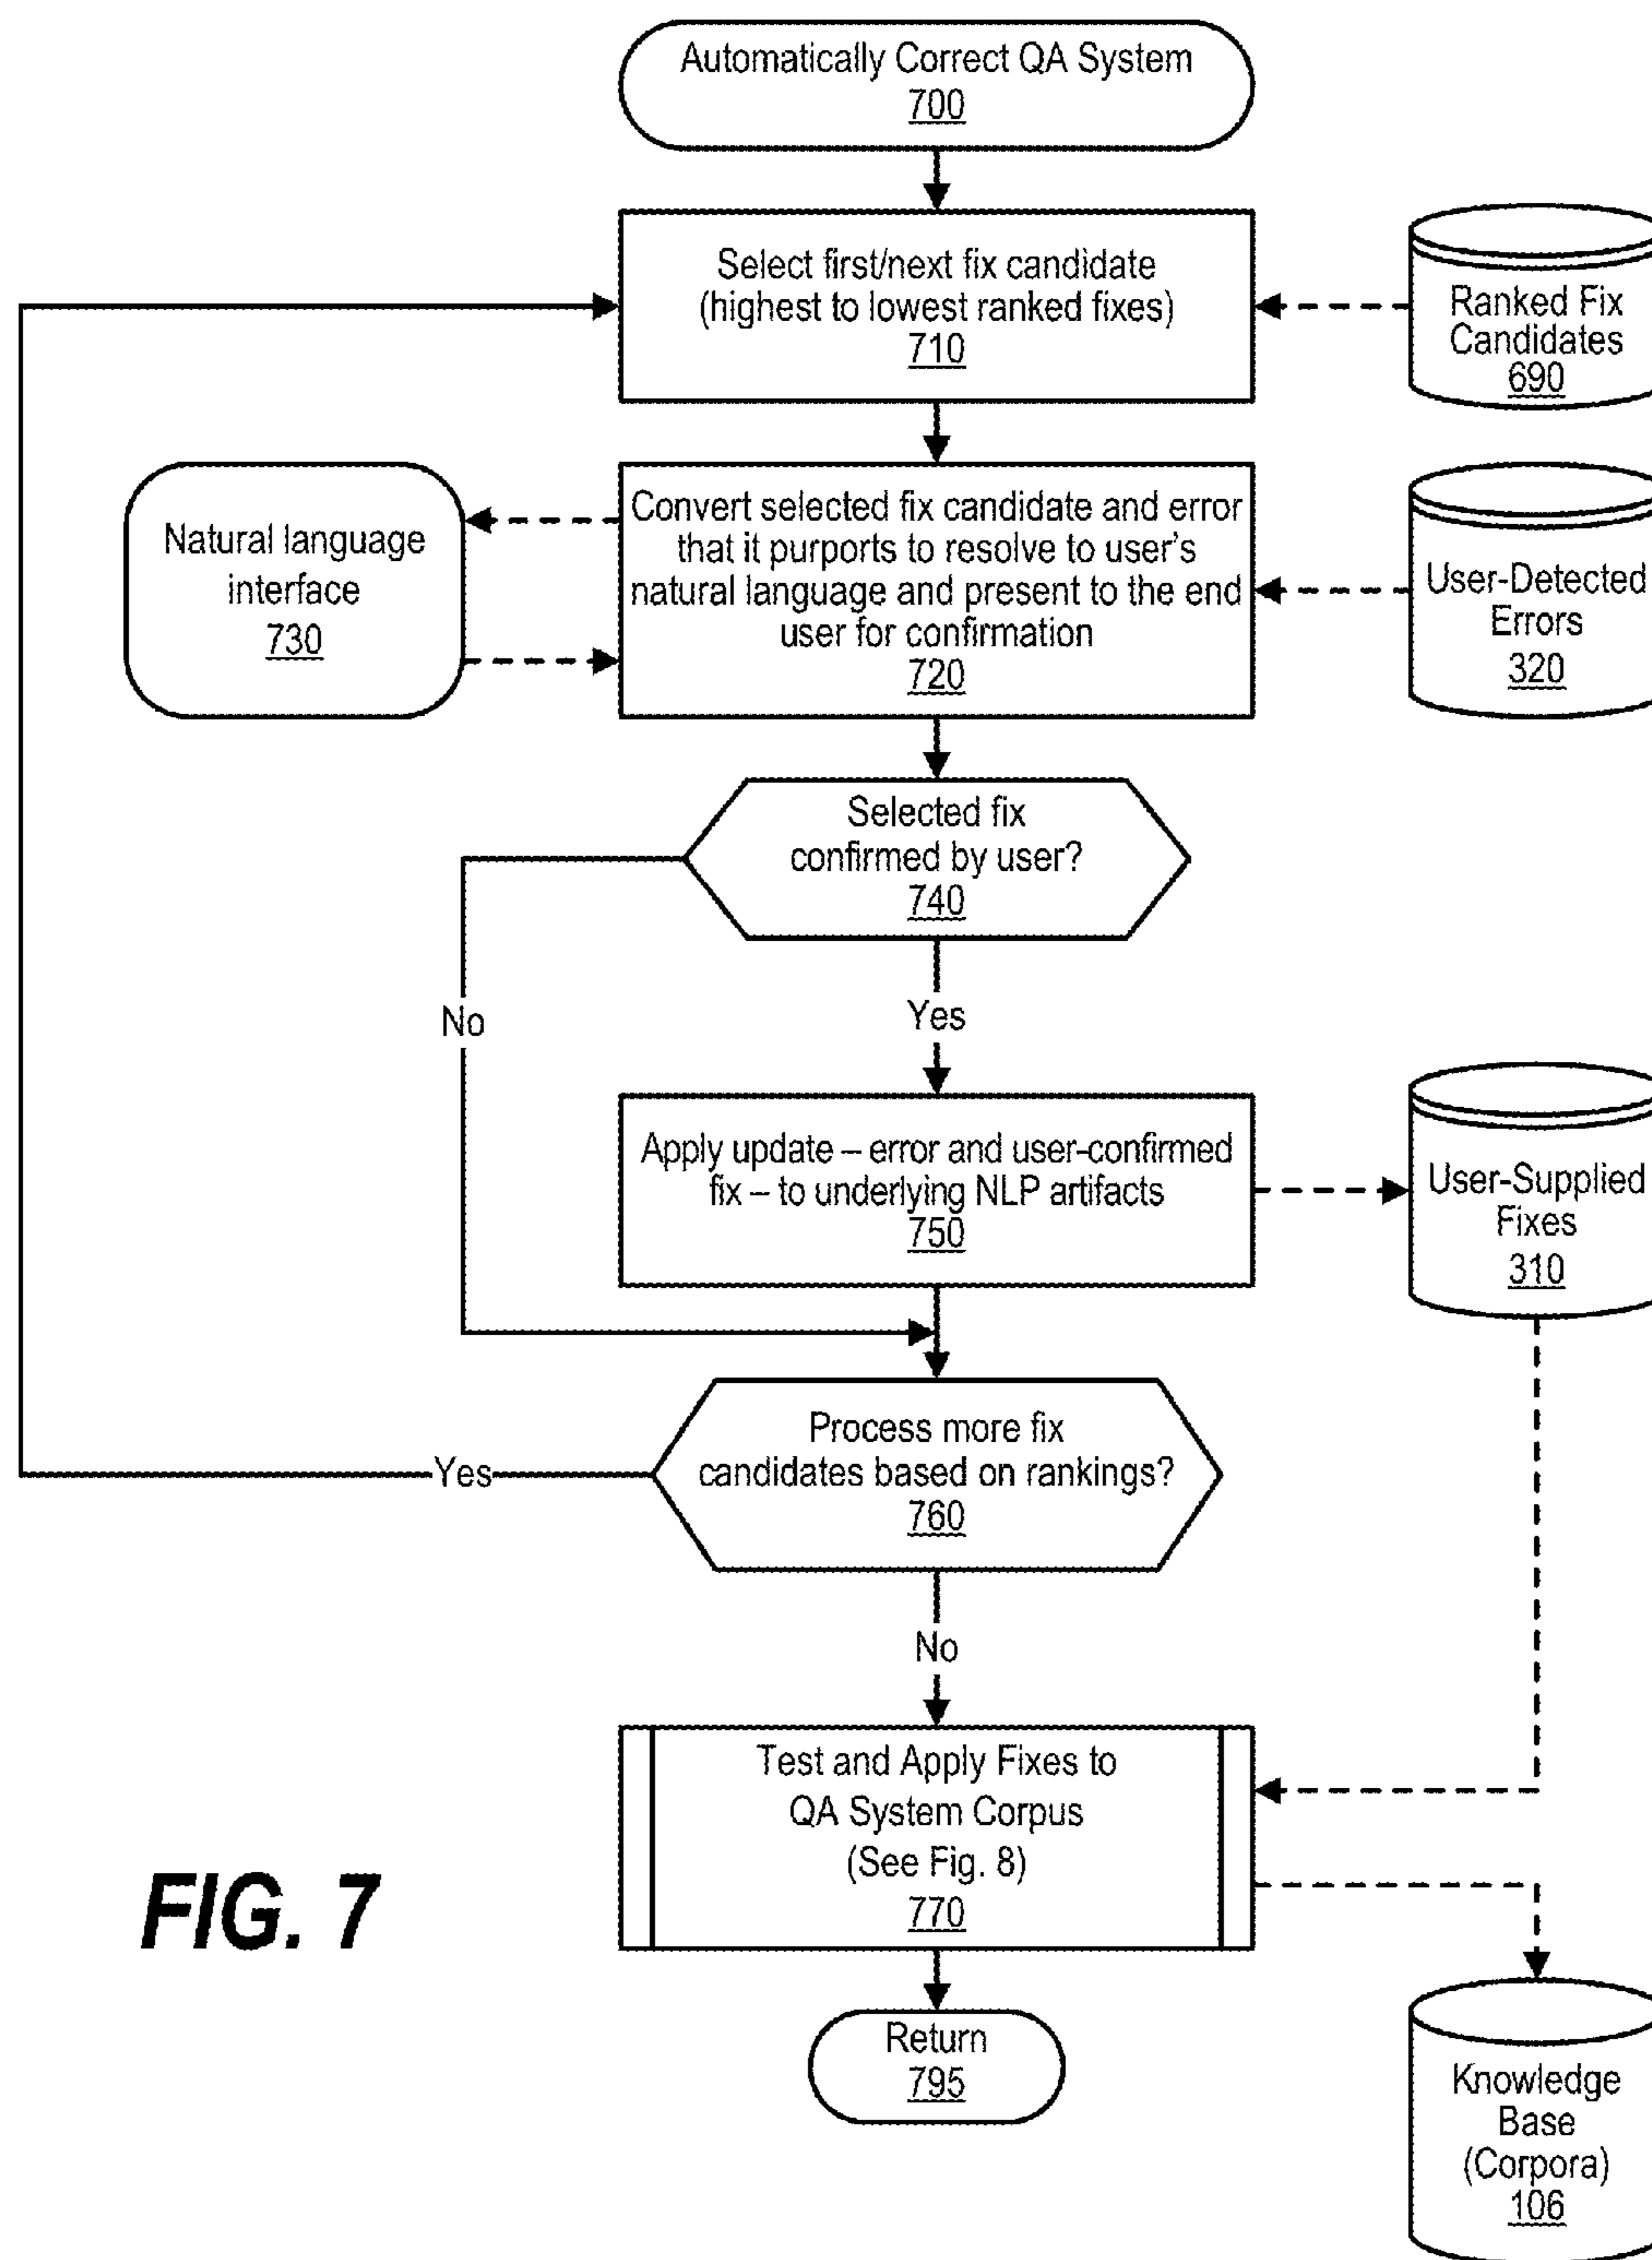 Automatically Correct QA System
700
Select first/next fix candidate
(highest to lowest ranked fixes)
710
Ranked Fix
Candidates
690
Natural language
interface
730
Convert selected fix candidate and error
that it purports to resolve to user's
natural language and present to the end
user for confirmation
720
User-Detected
Errors
320
Selected fix
confirmed by user?
740
No
Yes
Apply update – error and user-confirmed
fix – to underlying NLP artifacts
750
User-Supplied
Fixes
310
Process more fix
candidates based on rankings?
760
Yes
No
Test and Apply Fixes to
QA System Corpus
(See Fig. 8)
770
FIG. 7
Return
795
Knowledge
Base
(Corpora)
106